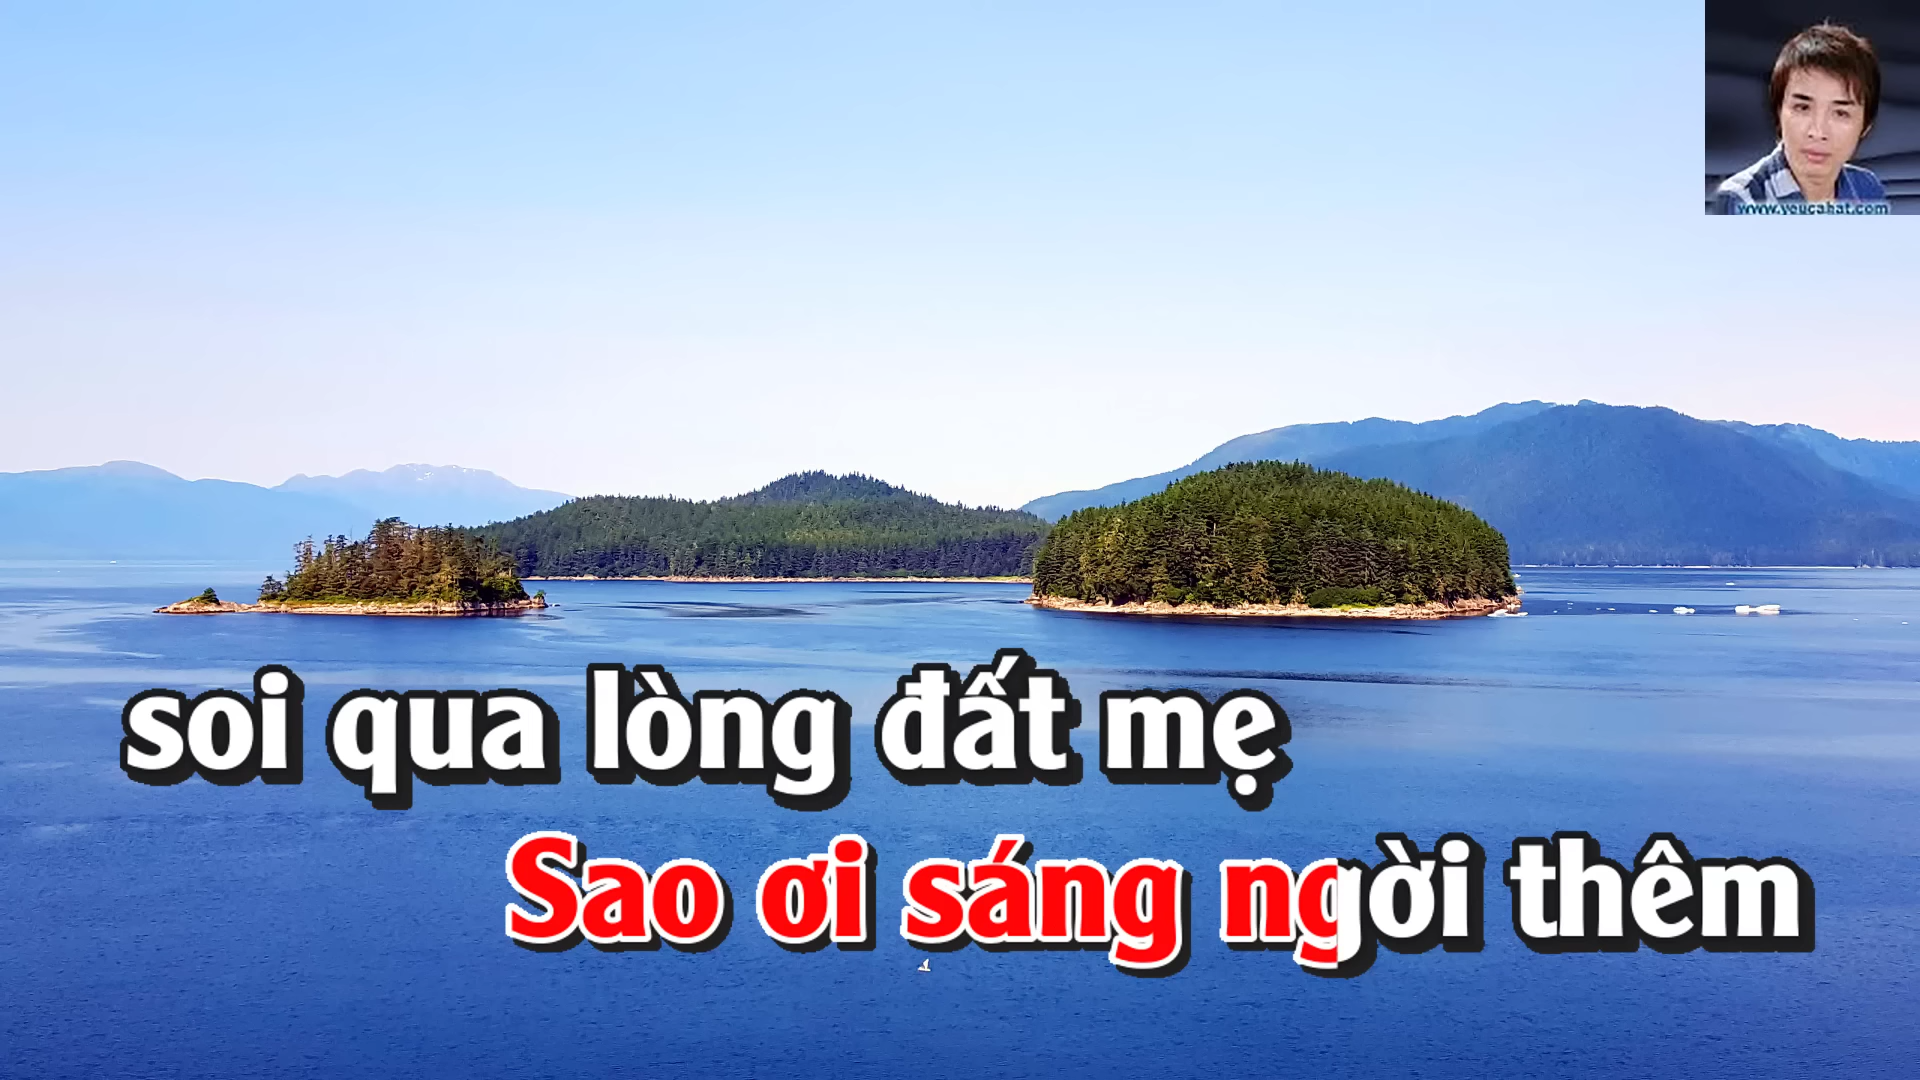 www.yeucahat.com
soi qua lòng đất mẹ
Sao ơi sáng ngời thêm